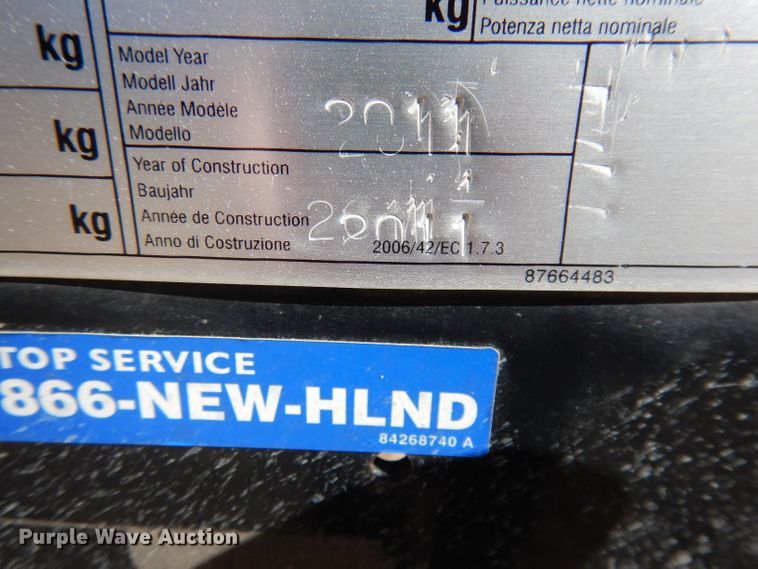 kg
kg
Puissance nette nominale
Potenza netta nominale
Model Year
Modell Jahr
Année Modèle
Modello
2011
kg
Year of Construction
Baujahr
Année de Construction
Anno di Costruzione
kg
2006/42/EC 1.7.3
87664483
TOP SERVICE
866-NEW-HLND
84268740 A
Purple Wave Auction